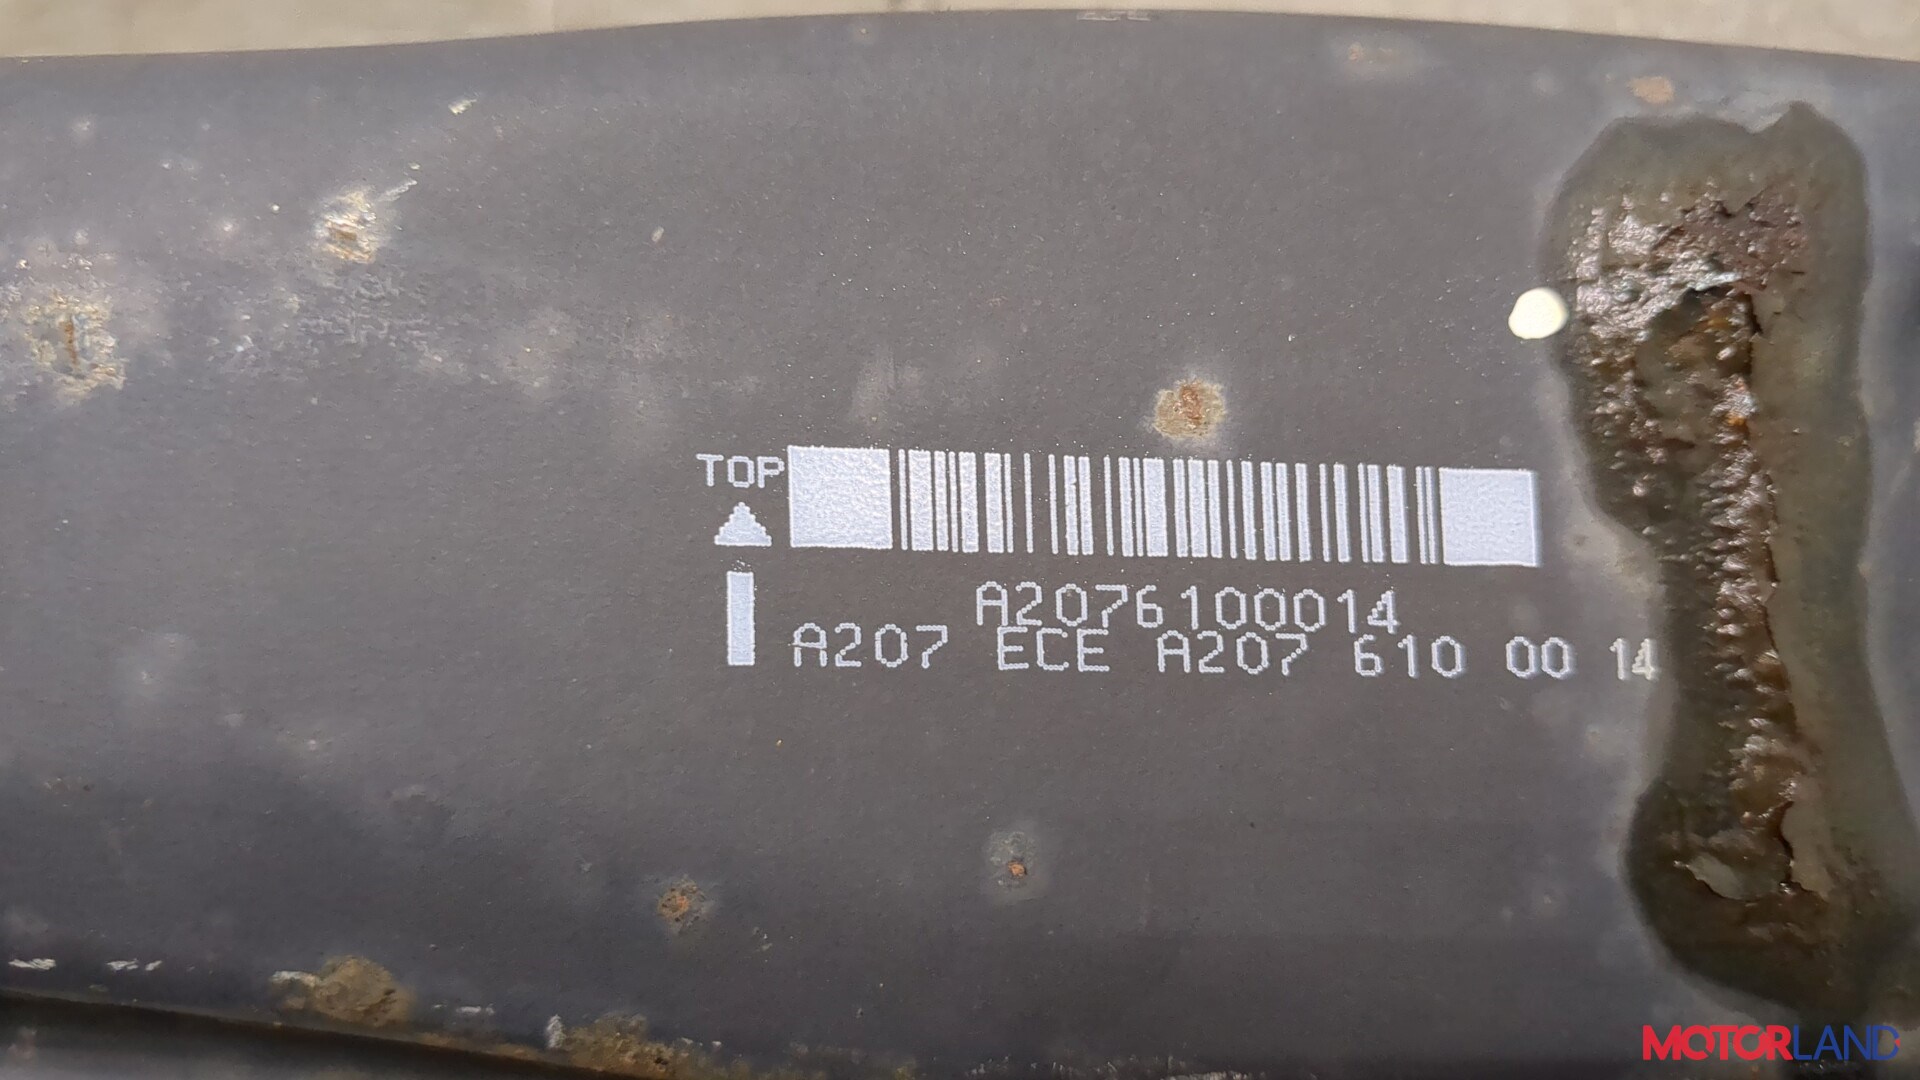 TOP
A2076100014
A207 ECE A207 610 00 14
MOTORLAND